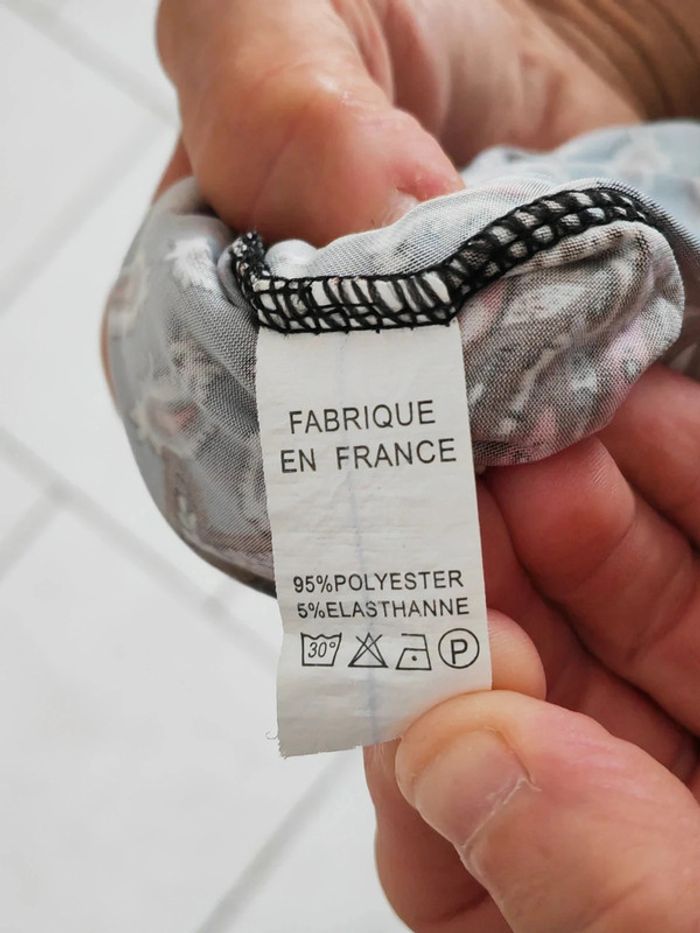 FABRIQUE
EN FRANCE
95%POLYESTER
5%ELASTHANNE
30° P